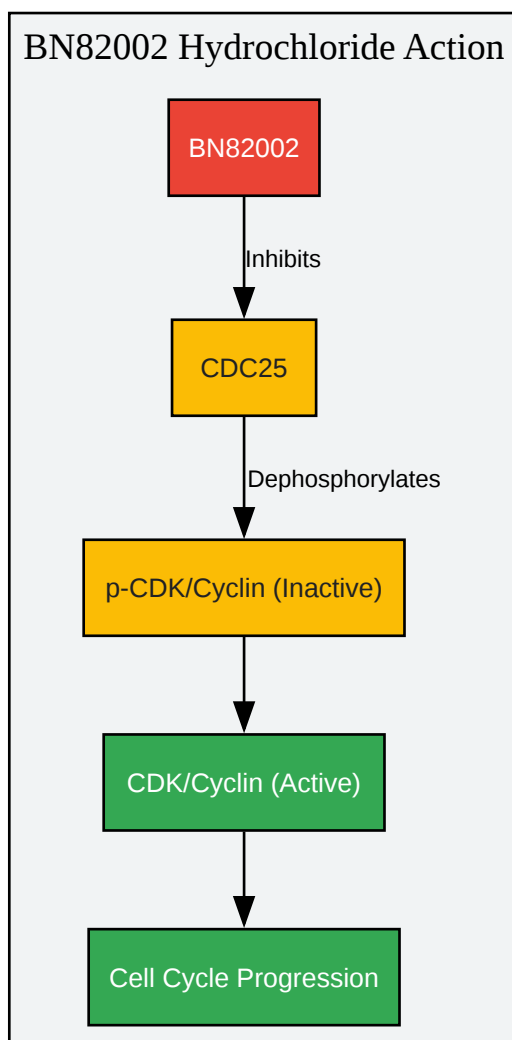 BN82002 Hydrochloride Action
BN82002
Inhibits
CDC25
Dephosphorylates
p-CDK/Cyclin (Inactive)
CDK/Cyclin (Active)
Cell Cycle Progression